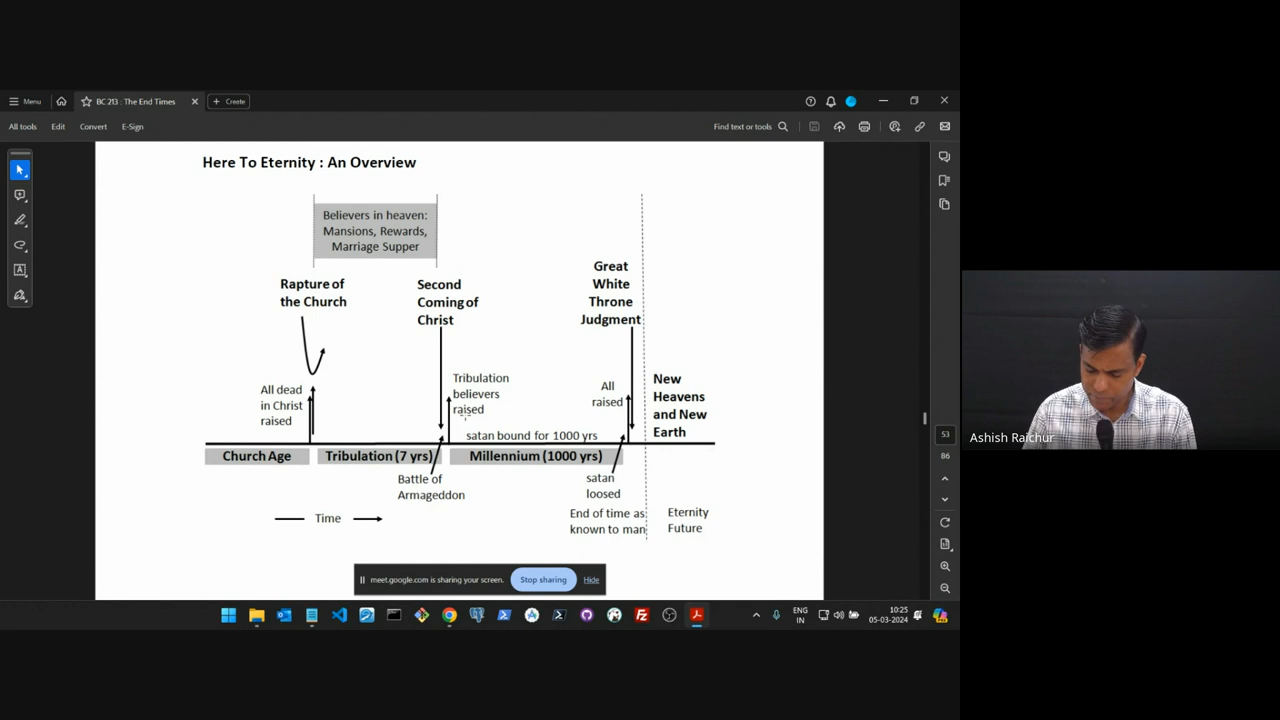 Menu
BC 213 : The End Times
Create
All tools
Edit
Convert
E-Sign
Find text or tools
Here To Eternity : An Overview
Believers in heaven:
Mansions, Rewards,
Marriage Supper
Rapture of
the Church
Second
Coming of
Christ
Great
White
Throne
Judgment
All dead
in Christ
raised
Tribulation
believers
raised
All
raised
New
Heavens
and New
Earth
satan bound for 1000 yrs
Church Age
Tribulation (7 yrs)
Millennium (1000 yrs)
Battle of
Armageddon
satan
loosed
Time
End of time as
known to man
Eternity
Future
53
86
meet.google.com is sharing your screen.
Stop sharing
Hide
ENG
IN
10:25
05-03-2024
Ashish Raichur